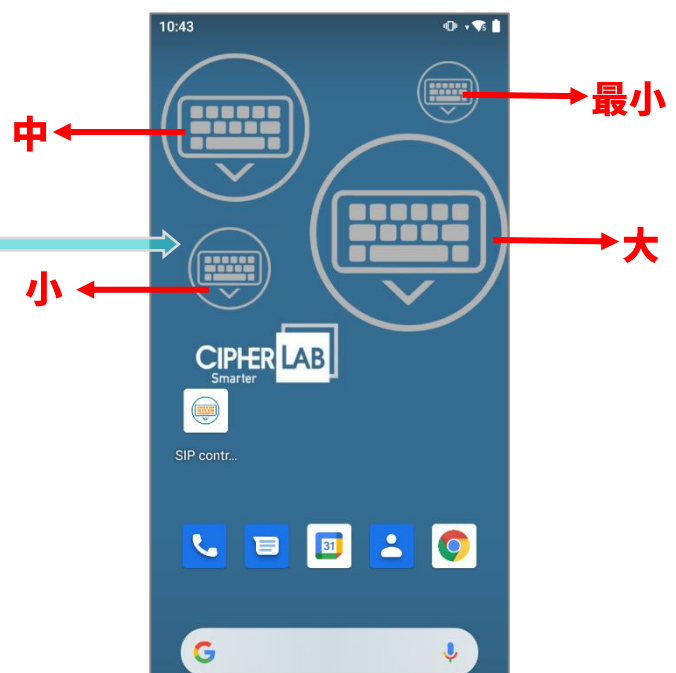 10:43
最小
中
大
小
CIPHERLAB
Smarter
SIP contr...
31